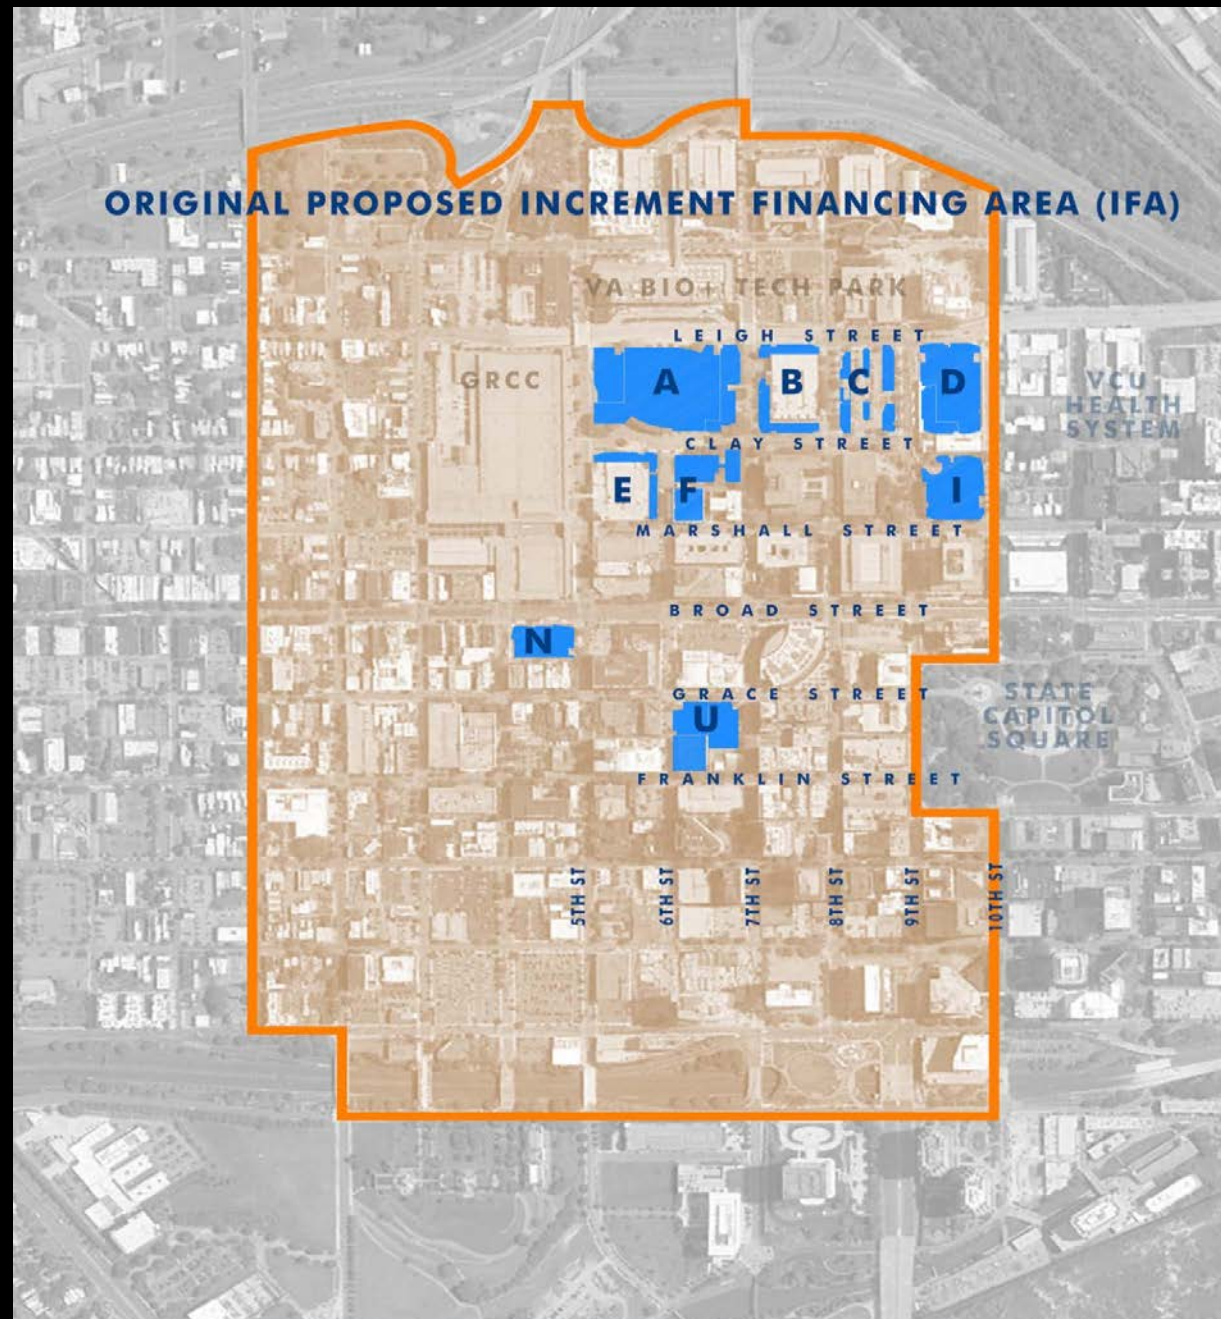 ORIGINAL PROPOSED INCREMENT FINANCING AREA (IFA)
VA BIO+ TECH PARK
LEIGH STREET
GRCC
A
B
C
D
VCU
HEALTH
SYSTEM
CLAY STREET
E
F
I
MARSHALL STREET
BROAD STREET
N
GRACE STREET
STATE
CAPITOL
SQUARE
U
FRANKLIN STREET
5TH ST
6TH ST
7TH ST
8TH ST
9TH ST
10TH ST